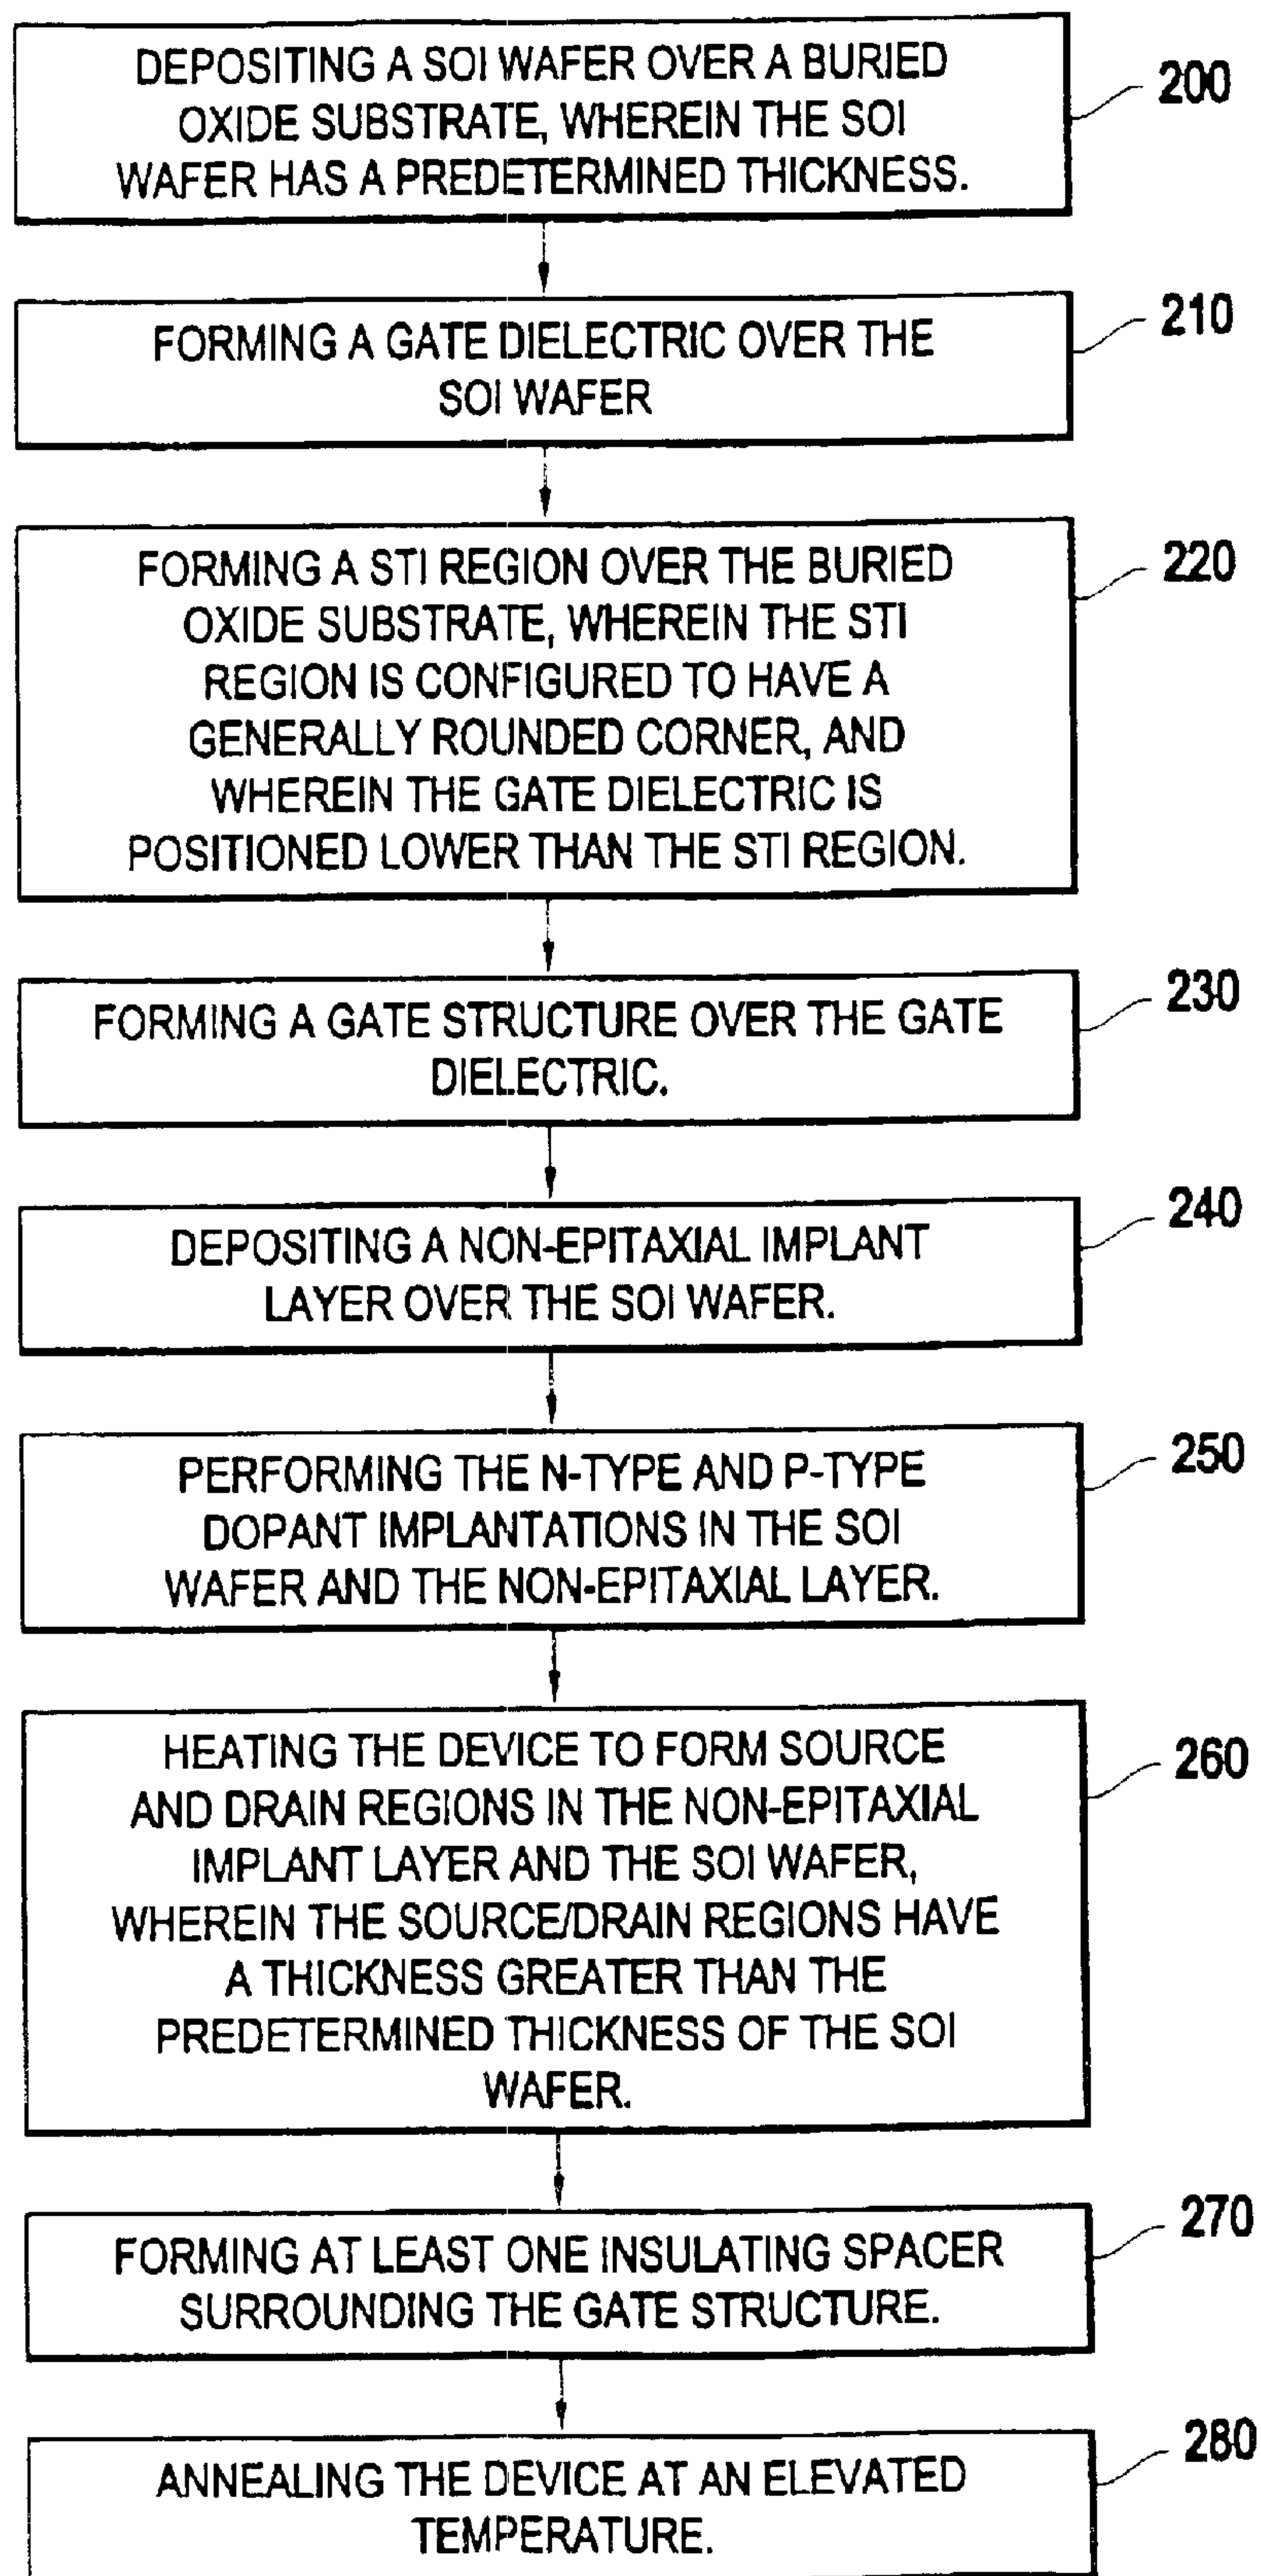 DEPOSITING A SOI WAFER OVER A BURIED
OXIDE SUBSTRATE, WHEREIN THE SOI
WAFER HAS A PREDETERMINED THICKNESS.
200
FORMING A GATE DIELECTRIC OVER THE
SOI WAFER
210
FORMING A STI REGION OVER THE BURIED
OXIDE SUBSTRATE, WHEREIN THE STI
REGION IS CONFIGURED TO HAVE A
GENERALLY ROUNDED CORNER, AND
WHEREIN THE GATE DIELECTRIC IS
POSITIONED LOWER THAN THE STI REGION.
220
FORMING A GATE STRUCTURE OVER THE GATE
DIELECTRIC.
230
DEPOSITING A NON-EPITAXIAL IMPLANT
LAYER OVER THE SOI WAFER.
240
PERFORMING THE N-TYPE AND P-TYPE
DOPANT IMPLANTATIONS IN THE SOI
WAFER AND THE NON-EPITAXIAL LAYER.
250
HEATING THE DEVICE TO FORM SOURCE
AND DRAIN REGIONS IN THE NON-EPITAXIAL
IMPLANT LAYER AND THE SOI WAFER,
WHEREIN THE SOURCE/DRAIN REGIONS HAVE
A THICKNESS GREATER THAN THE
PREDETERMINED THICKNESS OF THE SOI
WAFER.
260
FORMING AT LEAST ONE INSULATING SPACER
SURROUNDING THE GATE STRUCTURE.
270
ANNEALING THE DEVICE AT AN ELEVATED
TEMPERATURE.
280